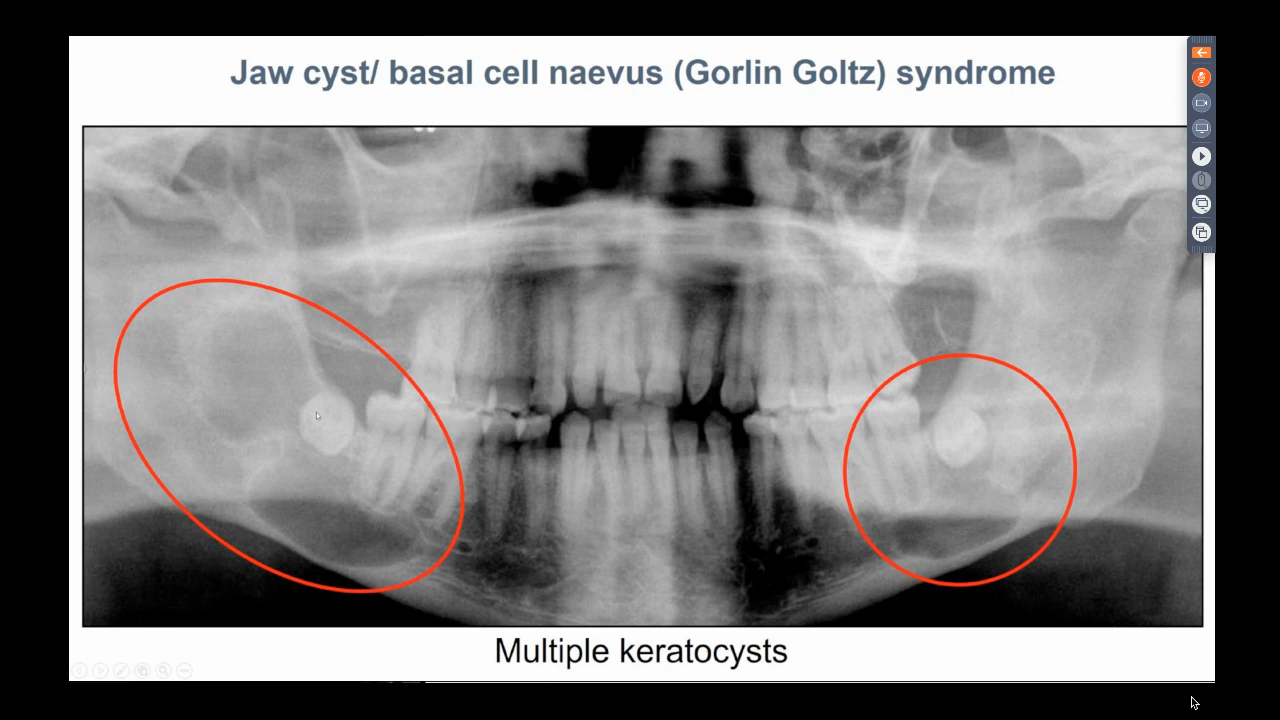 Jaw cyst/ basal cell naevus (Gorlin Goltz) syndrome
Multiple keratocysts